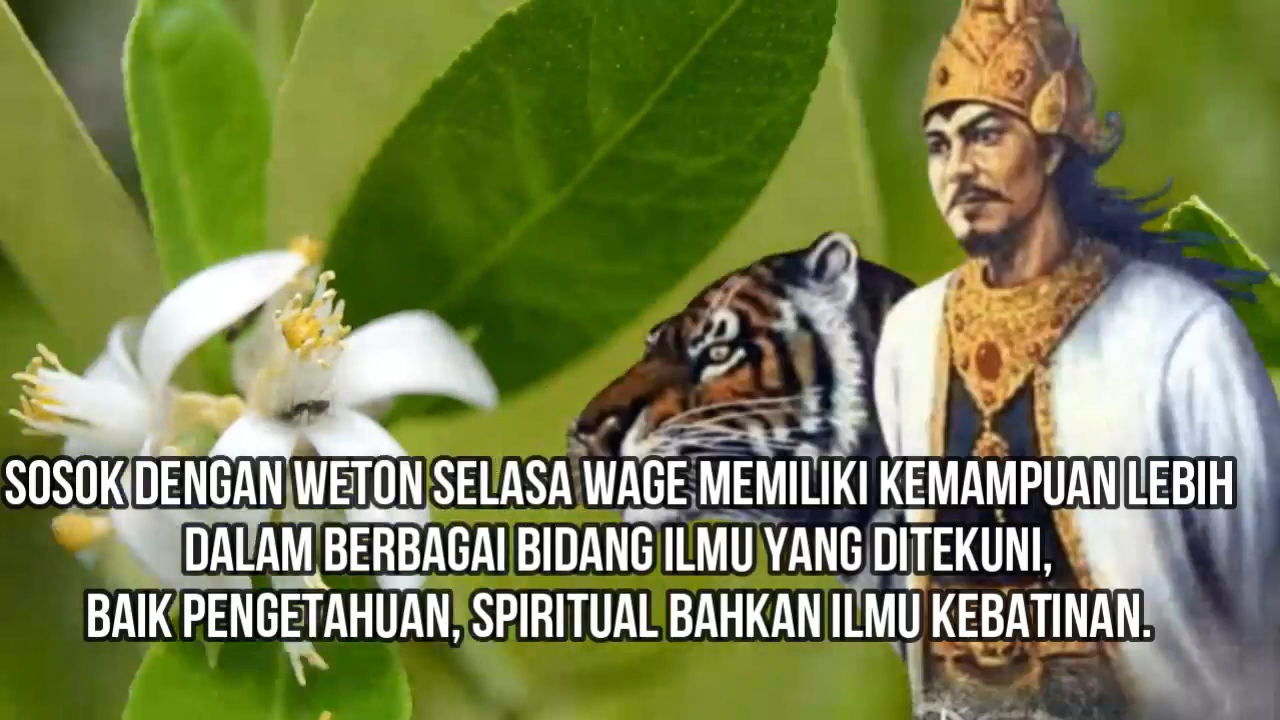 SOSOK DENGAN WETON SELASA WAGE MEMILIKI KEMAMPUAN LEBIH
DALAM BERBAGAI BIDANG ILMU YANG DITEKUNI,
BAIK PENGETAHUAN, SPIRITUAL BAHKAN ILMU KEBATINAN.